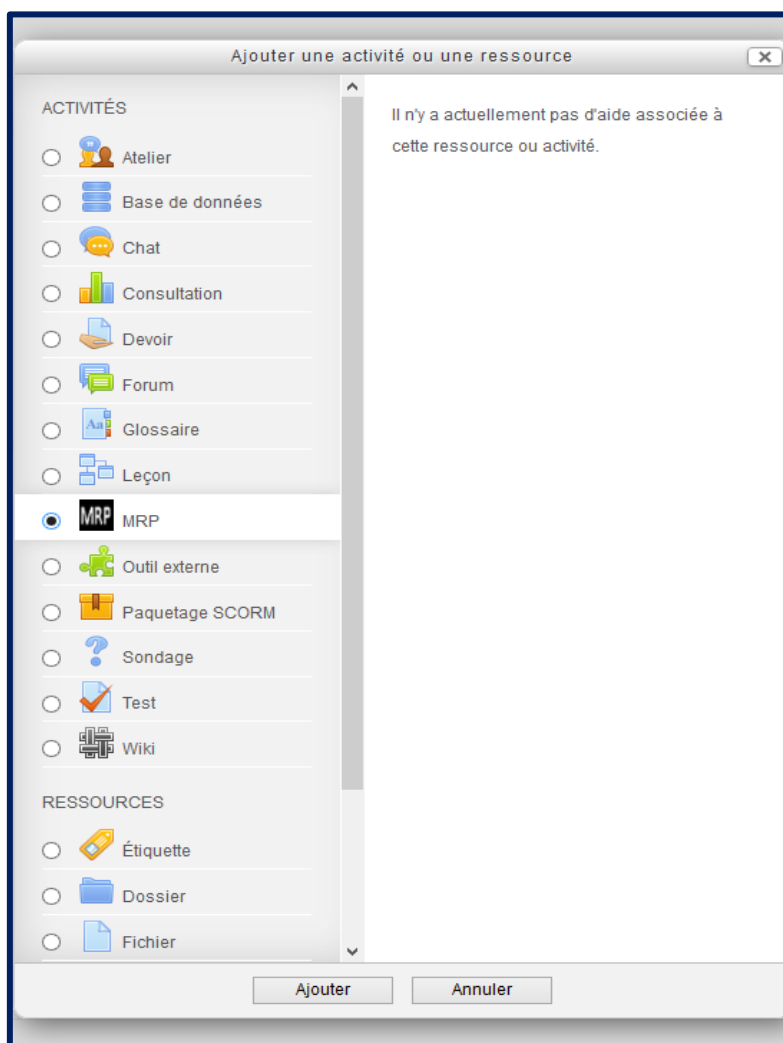 Ajouter une activité ou une ressource
ACTIVITÉS
Atelier
Base de données
Chat
Consultation
Devoir
Forum
Aa
Glossaire
Leçon
MRP MRP
Outil externe
Paquetage SCORM
Sondage
Test
Wiki
RESSOURCES
Étiquette
Dossier
Fichier
Il n'y a actuellement pas d'aide associée à
cette ressource ou activité.
Ajouter Annuler